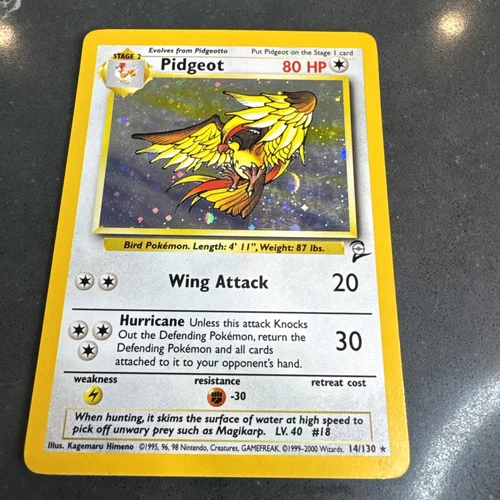 STAGE 2
Evolves from Pidgeotto
Put Pidgeot on the Stage 1 card
Pidgeot
80 HP
Bird Pokémon. Length: 4' 11", Weight: 87 lbs.
Wing Attack
20
Hurricane Unless this attack Knocks
Out the Defending Pokémon, return the
Defending Pokémon and all cards
attached to it to your opponent's hand.
30
weakness
resistance
retreat cost
-30
When hunting, it skims the surface of water at high speed to
pick off unwary prey such as Magikarp. LV. 40 #18
Illus. Kagemaru Himeno ©1995, 96, 98 Nintendo, Creatures, GAMEFREAK. ©1999-2000 Wizards. 14/130 ★